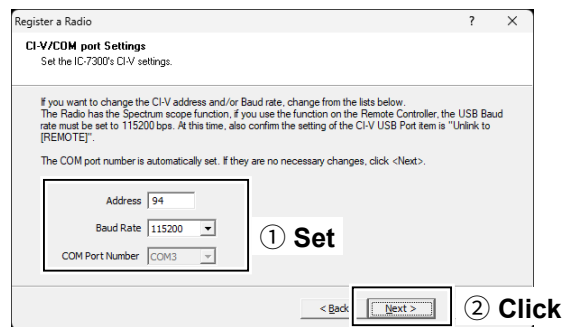 Register a Radio ? ×
CI-V/COM port Settings
Set the IC-7300's CI-V settings.
If you want to change the CI-V address and/or Baud rate, change from the lists below.
The Radio has the Spectrum scope function, if you use the function on the Remote Controller, the USB Baud
rate must be set to 115200 bps. At this time, also confirm the setting of the CI-V USB Port item is "Unlink to
[REMOTE]".
The COM port number is automatically set. If they are no necessary changes, click <Next>.
Address 94
Baud Rate 115200
① Set
COM Port Number COM3
< Back Next > ② Click